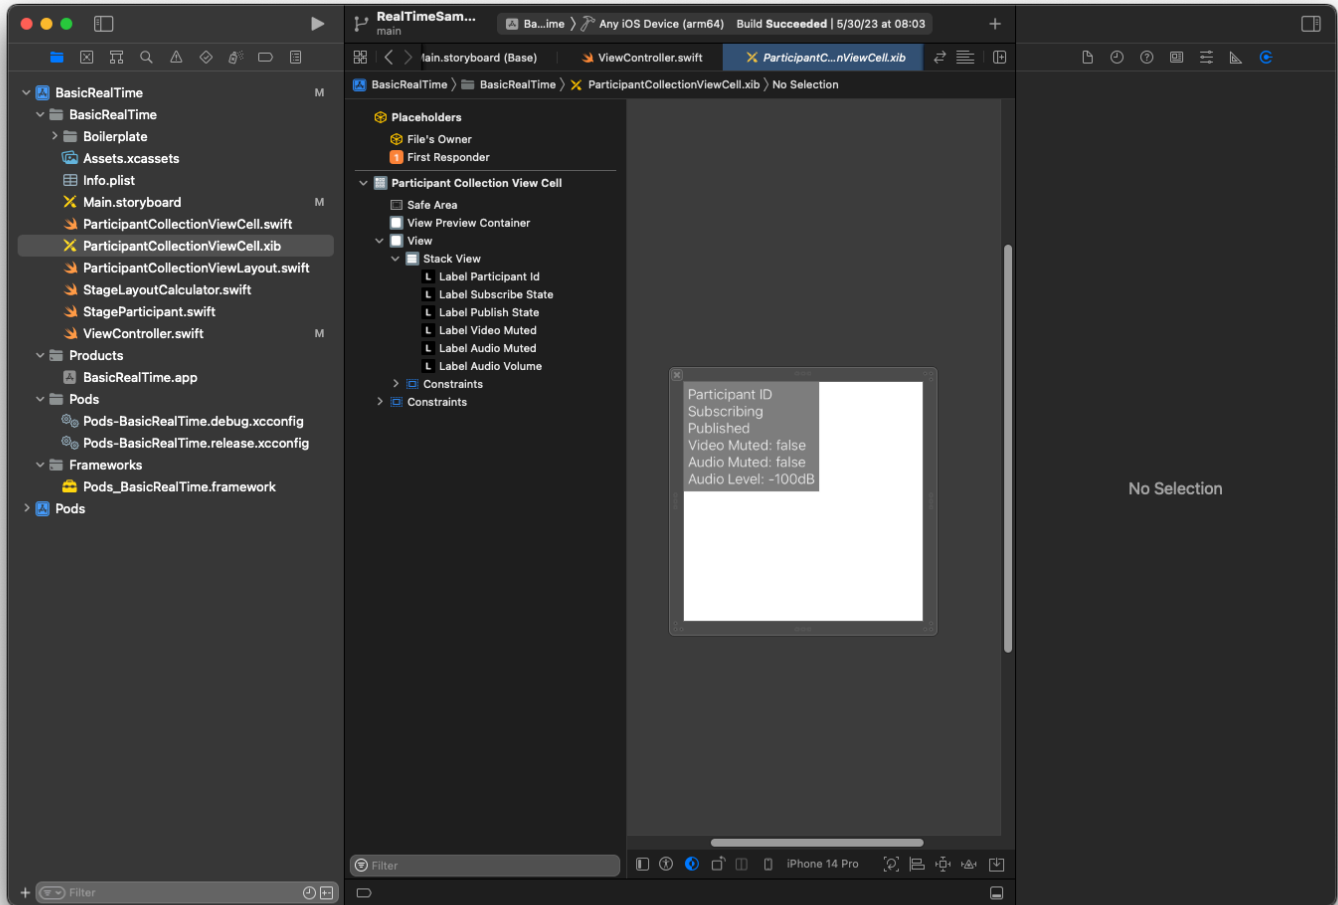 RealTimeSam...
main
Ba...ime
Any iOS Device (arm64)
Build Succeeded | 5/30/23 at 08:03
Main.storyboard (Base)
ViewController.swift
ParticipantC...nViewCell.xib
BasicRealTime
BasicRealTime
ParticipantCollectionViewCell.xib
No Selection
BasicRealTime M
BasicRealTime
Boilerplate
Assets.xcassets
Info.plist
Main.storyboard M
ParticipantCollectionViewCell.swift
ParticipantCollectionViewCell.xib
ParticipantCollectionViewLayout.swift
StageLayoutCalculator.swift
StageParticipant.swift
ViewController.swift M
Products
BasicRealTime.app
Pods
Pods-BasicRealTime.debug.xcconfig
Pods-BasicRealTime.release.xcconfig
Frameworks
Pods_BasicRealTime.framework
Pods
Filter
Placeholders
File's Owner
1 First Responder
Participant Collection View Cell
Safe Area
View Preview Container
View
Stack View
L Label Participant Id
L Label Subscribe State
L Label Publish State
L Label Video Muted
L Label Audio Muted
L Label Audio Volume
Constraints
Constraints
Filter
Participant ID
Subscribing
Published
Video Muted: false
Audio Muted: false
Audio Level: -100dB
iPhone 14 Pro
No Selection